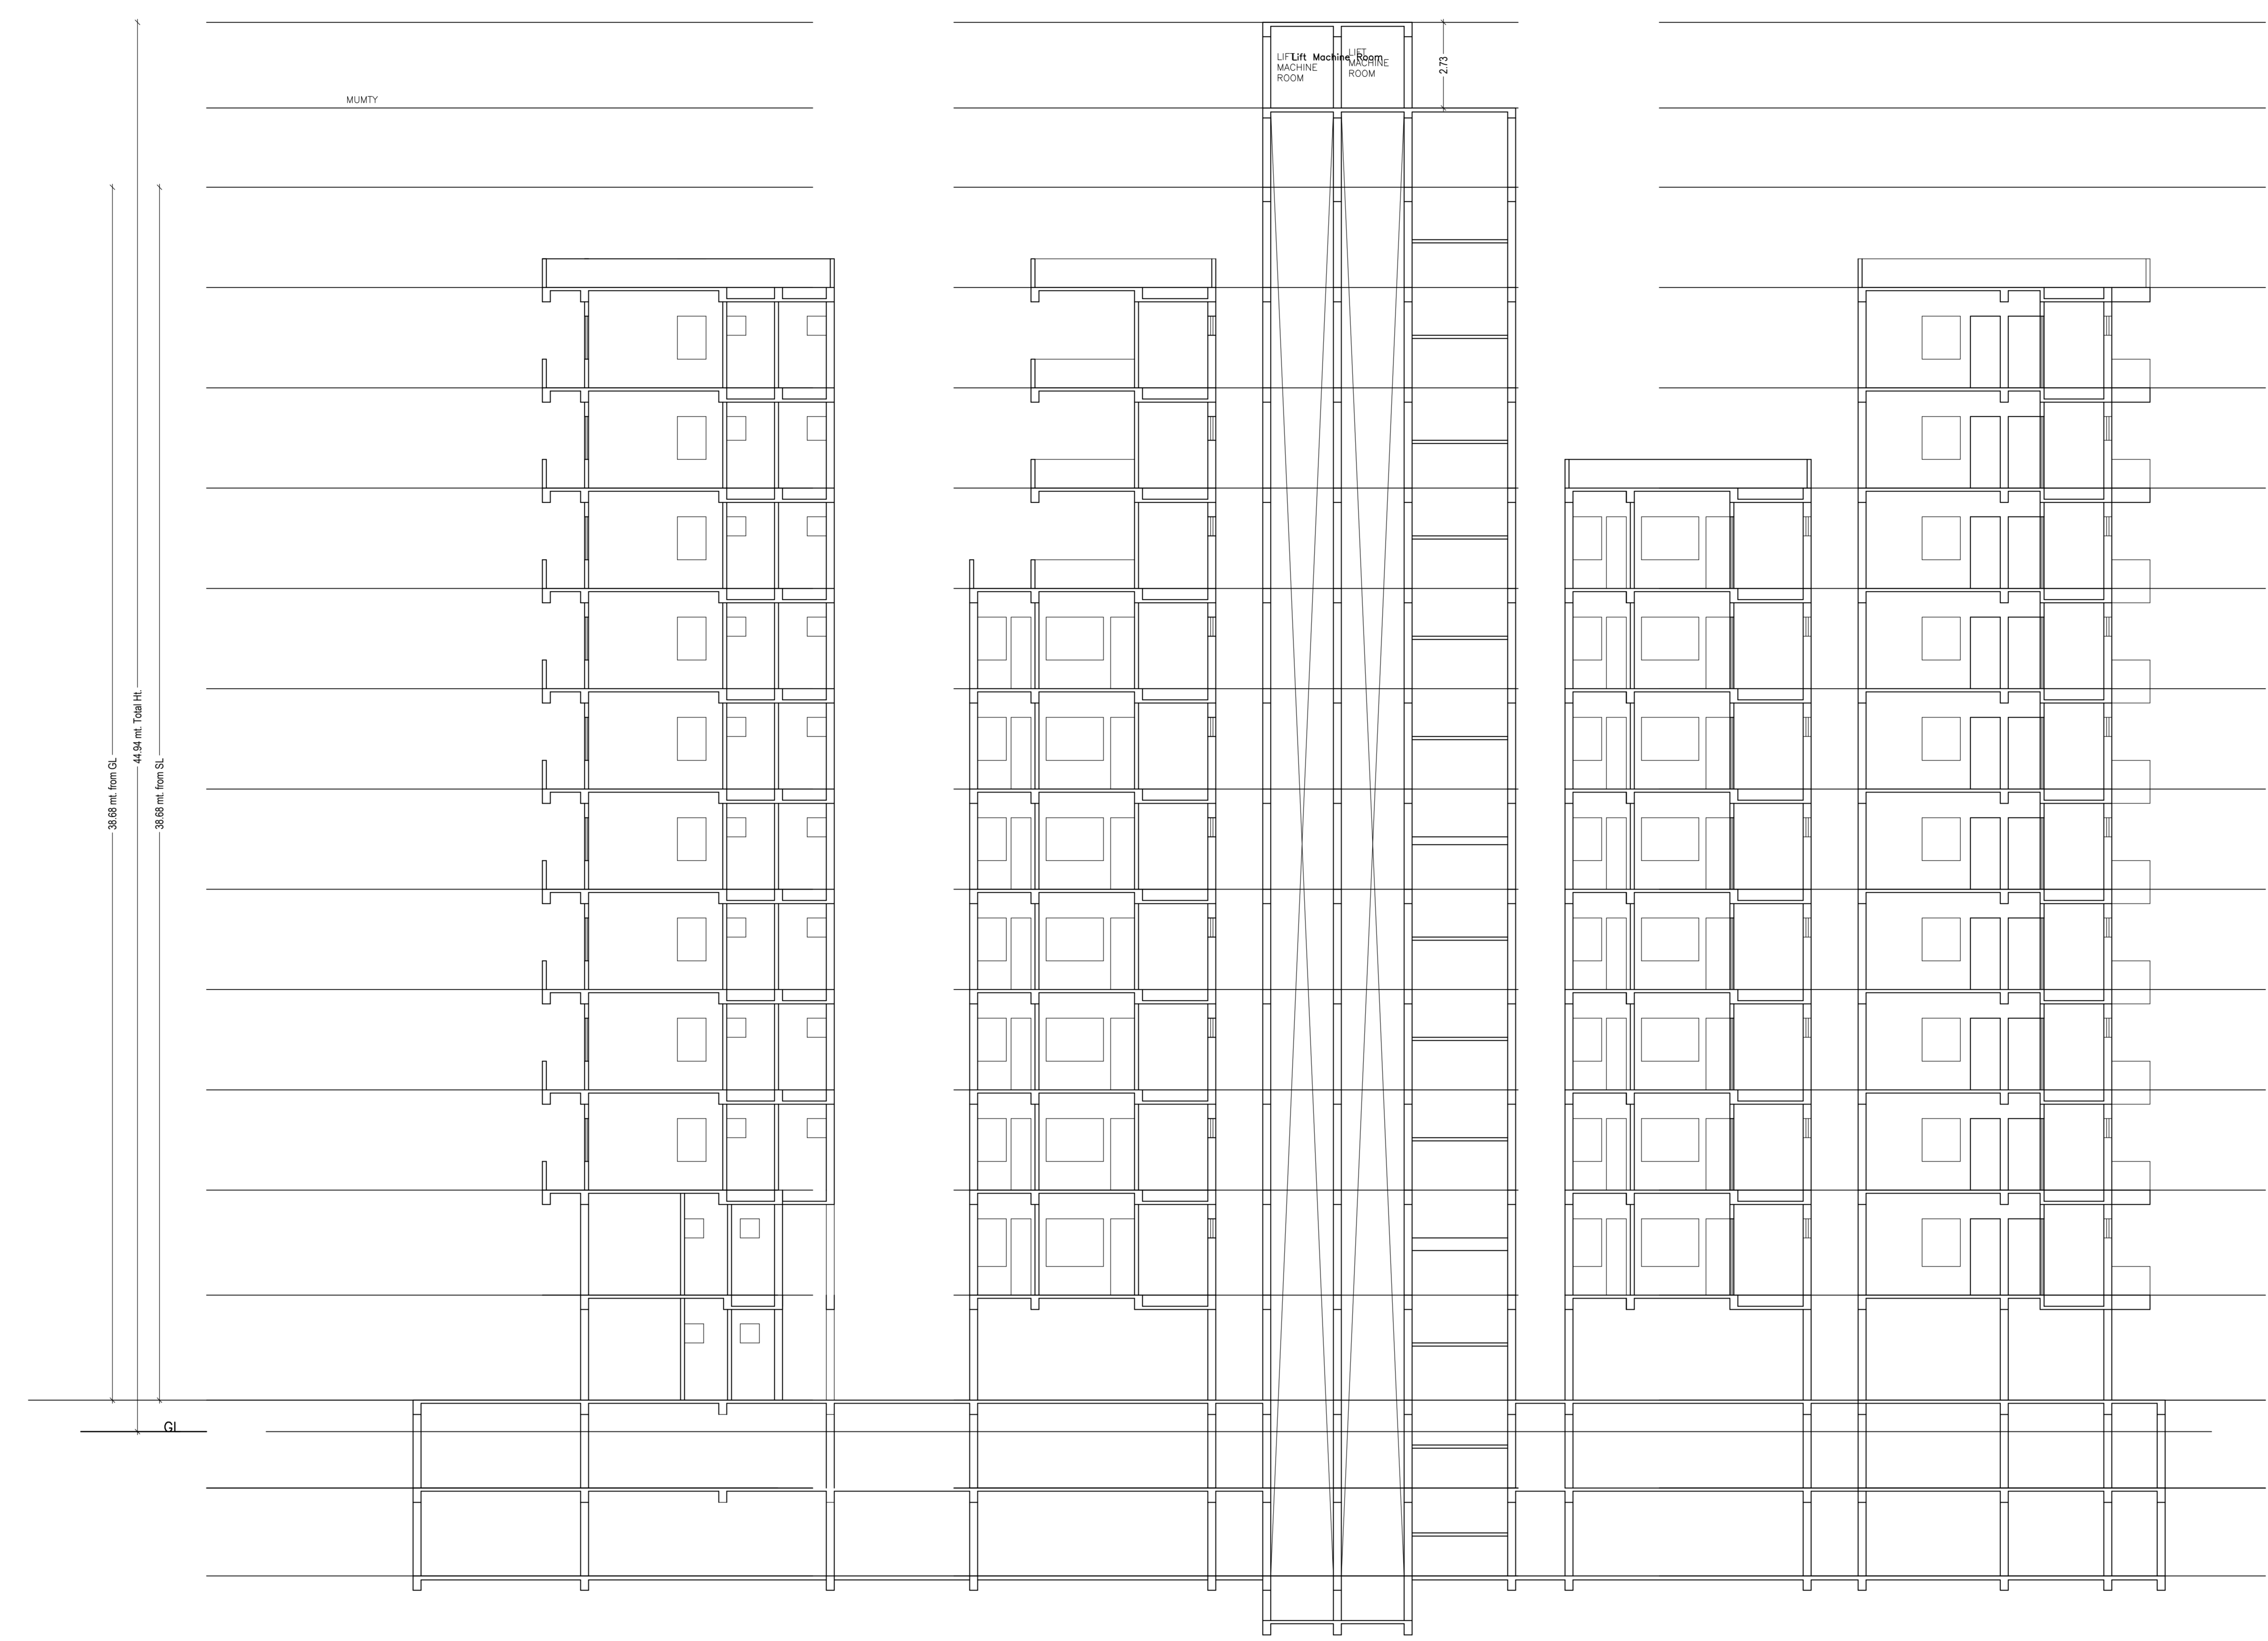 LIFT
MACHINE
ROOM
Lift Machine Room
LIFT
MACHINE
ROOM
2.73
MUMTY
44.94 mt. Total Ht.
38.68 mt. from GL
38.68 mt. from SL
GL